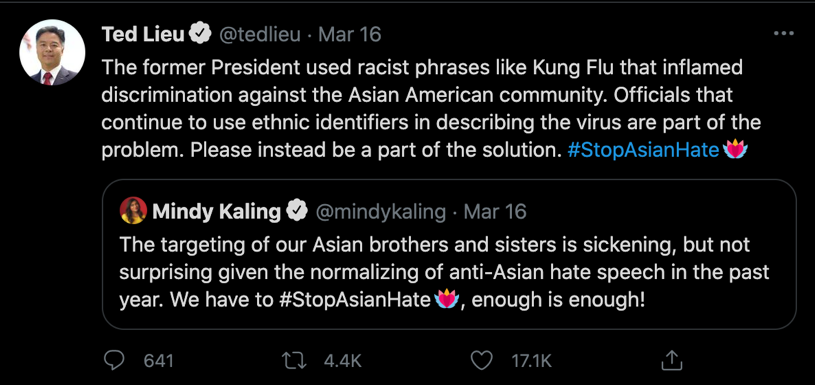 Ted Lieu @tedlieu · Mar 16
The former President used racist phrases like Kung Flu that inflamed
discrimination against the Asian American community. Officials that
continue to use ethnic identifiers in describing the virus are part of the
problem. Please instead be a part of the solution. #StopAsianHate
Mindy Kaling @mindykaling · Mar 16
The targeting of our Asian brothers and sisters is sickening, but not
surprising given the normalizing of anti-Asian hate speech in the past
year. We have to #StopAsianHate, enough is enough!
641 4.4K 17.1K